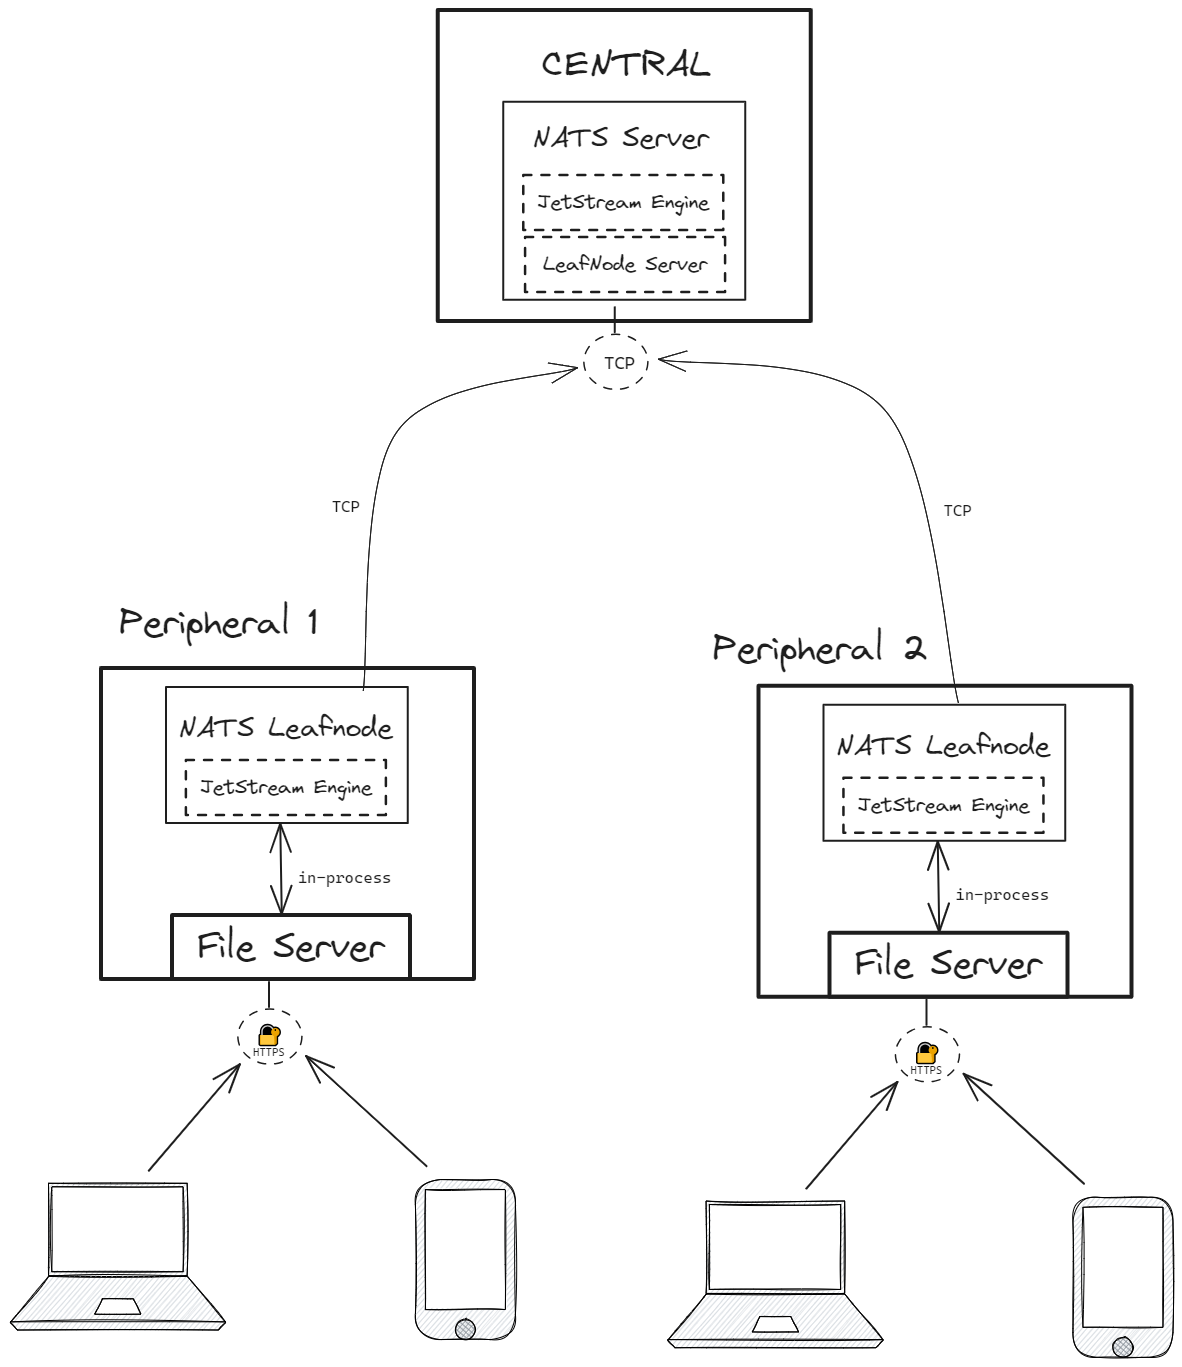 CENTRAL
NATS Server
JetStream Engine
LeafNode Server
TCP
TCP
TCP
Peripheral 1
NATS Leafnode
JetStream Engine
in-process
File Server
HTTPS
Peripheral 2
NATS Leafnode
JetStream Engine
in-process
File Server
HTTPS